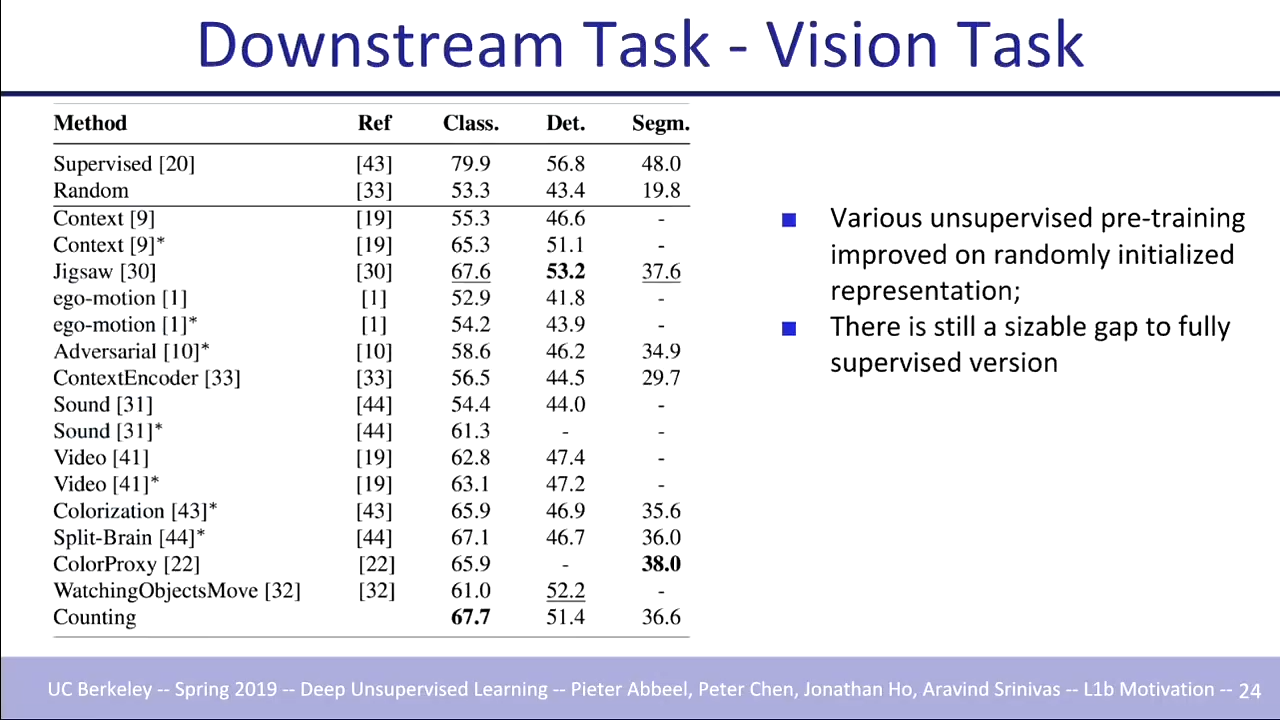 Downstream Task - Vision Task
Method Ref Class. Det. Segm.
Supervised [20] [43] 79.9 56.8 48.0
Random [33] 53.3 43.4 19.8
Context [9] [19] 55.3 46.6 -
Context [9]* [19] 65.3 51.1 -
Jigsaw [30] [30] 67.6 53.2 37.6
ego-motion [1] [1] 52.9 41.8 -
ego-motion [1]* [1] 54.2 43.9 -
Adversarial [10]* [10] 58.6 46.2 34.9
ContextEncoder [33] [33] 56.5 44.5 29.7
Sound [31] [44] 54.4 44.0 -
Sound [31]* [44] 61.3 - -
Video [41] [19] 62.8 47.4 -
Video [41]* [19] 63.1 47.2 -
Colorization [43]* [43] 65.9 46.9 35.6
Split-Brain [44]* [44] 67.1 46.7 36.0
ColorProxy [22] [22] 65.9 - 38.0
WatchingObjectsMove [32] [32] 61.0 52.2 -
Counting 67.7 51.4 36.6
Various unsupervised pre-training
improved on randomly initialized
representation;
There is still a sizable gap to fully
supervised version
UC Berkeley -- Spring 2019 -- Deep Unsupervised Learning -- Pieter Abbeel, Peter Chen, Jonathan Ho, Aravind Srinivas -- L1b Motivation -- 24